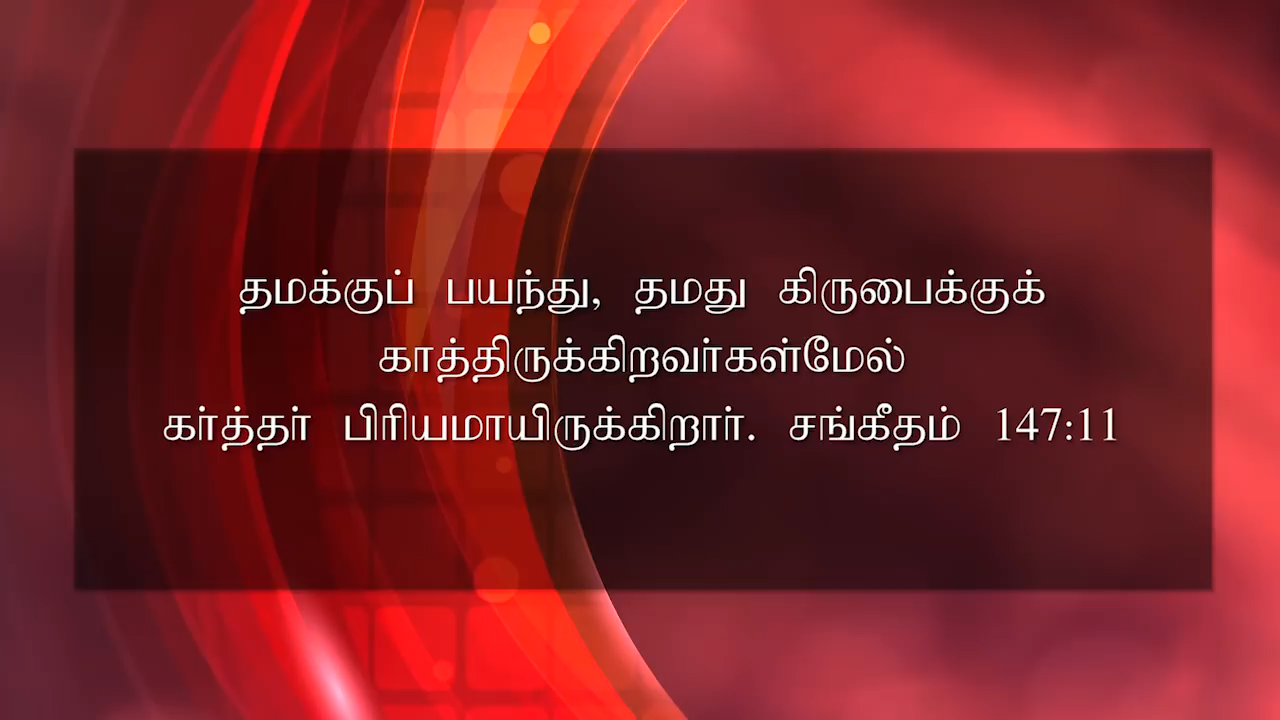 தமக்குப் பயந்து, தமது கிருபைக்குக்
காத்திருக்கிறவர்கள்மேல்
கர்த்தர் பிரியமாயிருக்கிறார். சங்கீதம் 147:11